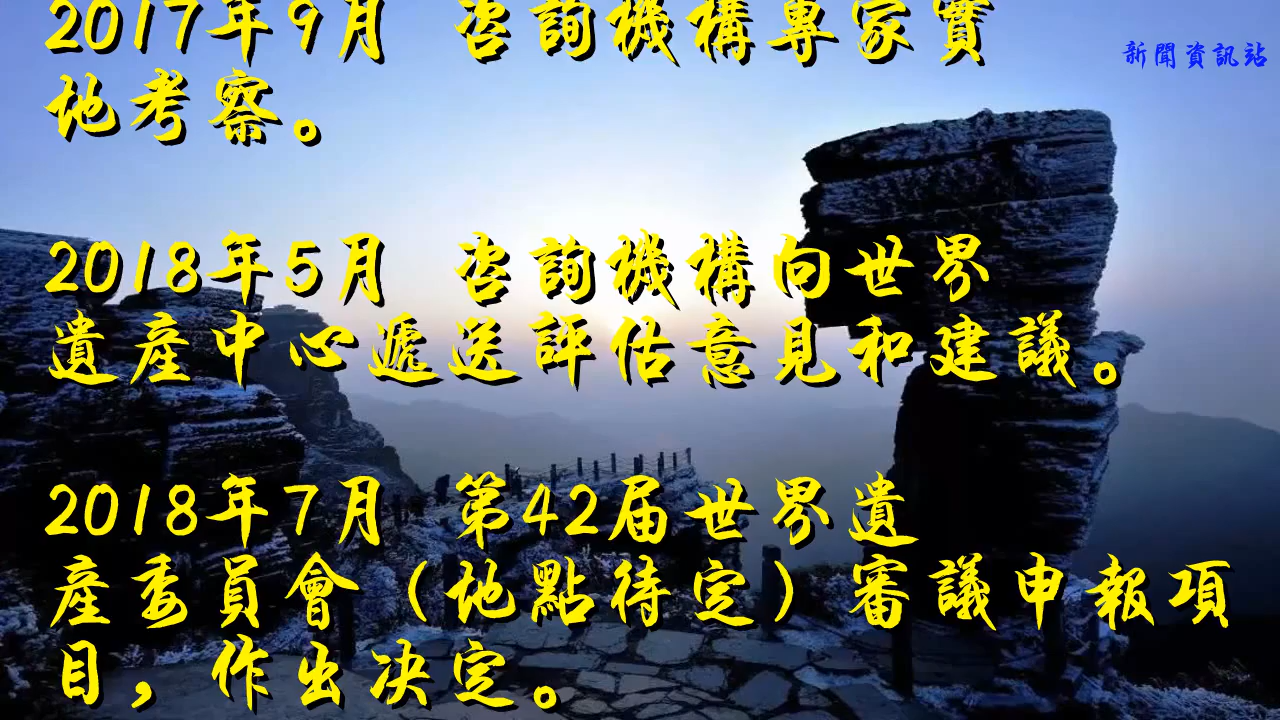 2017年9月 咨詢機構專家實
地考察。
新聞資訊站
2018年5月 咨詢機構向世界
遺產中心遞送評估意見和建議。
2018年7月 第42届世界遺
產委員會(地點待定)審議申報項
目,作出决定。